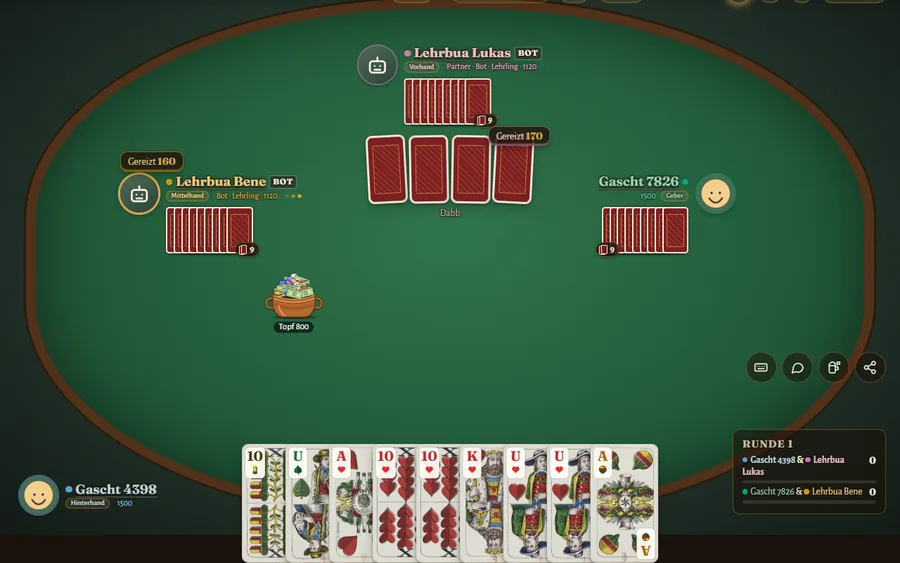 Lehrbua Lukas BOT
Vorhand Partner · Bot · Lehrling · 1120
9
Gereizt 170
Gereizt 160
Lehrbua Bene BOT
Mittelhand Bot · Lehrling · 1120
9
Gascht 7826
1500 Geber
9
Dabb
Topf 800
RUNDE 1
Gascht 4398 & Lehrbua Lukas 0
Gascht 7826 & Lehrbua Bene 0
Gascht 4398
Hinterhand 1500
10 U A 10 10 K U U A
A